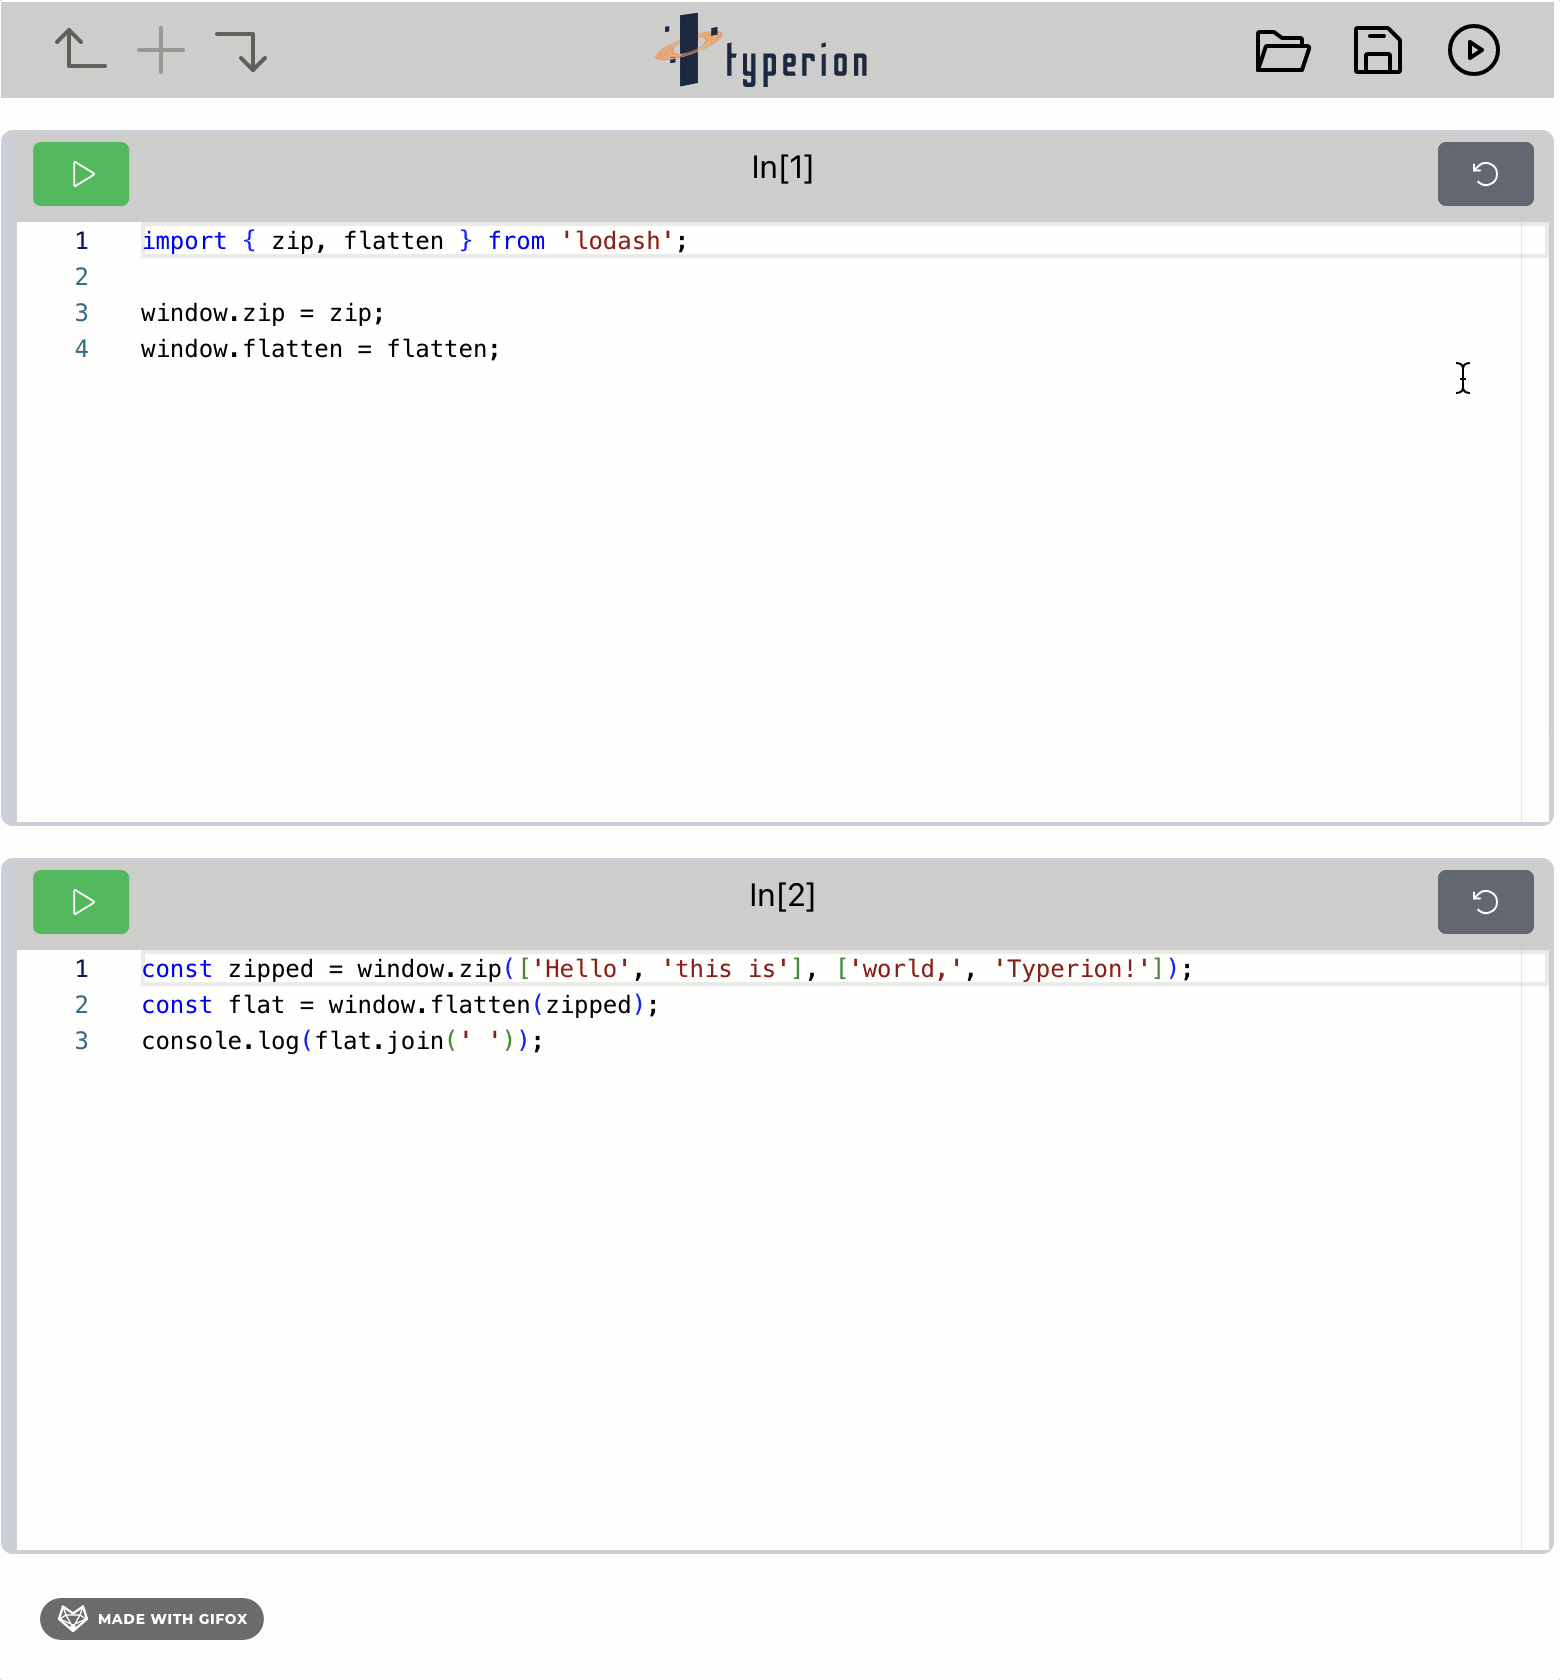 typerion
In[1]
1 import { zip, flatten } from 'lodash';
2
3 window.zip = zip;
4 window.flatten = flatten;
In[2]
1 const zipped = window.zip(['Hello', 'this is'], ['world,', 'Typerion!']);
2 const flat = window.flatten(zipped);
3 console.log(flat.join(' '));
MADE WITH GIFOX